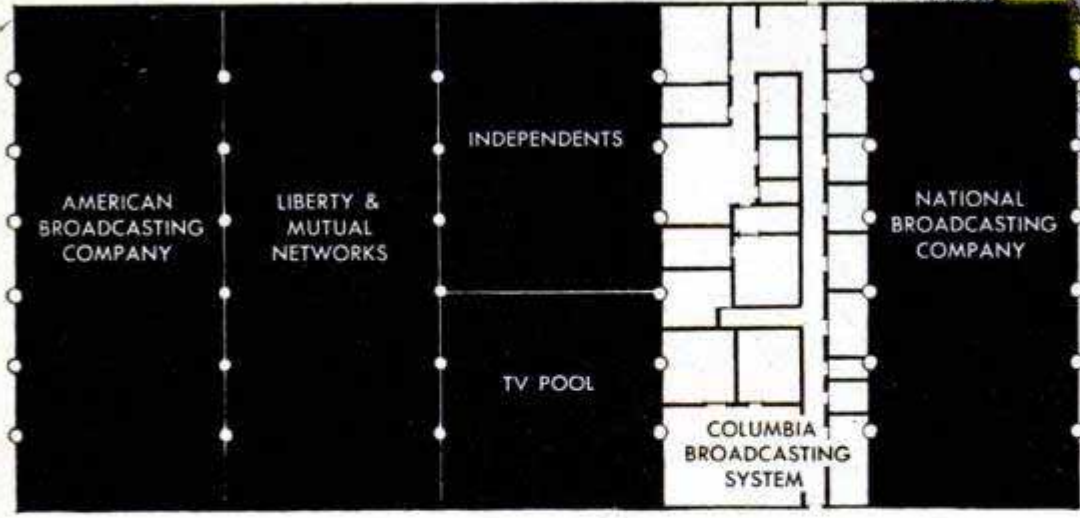 AMERICAN
BROADCASTING
COMPANY
LIBERTY &
MUTUAL
NETWORKS
INDEPENDENTS
TV POOL
COLUMBIA
BROADCASTING
SYSTEM
NATIONAL
BROADCASTING
COMPANY